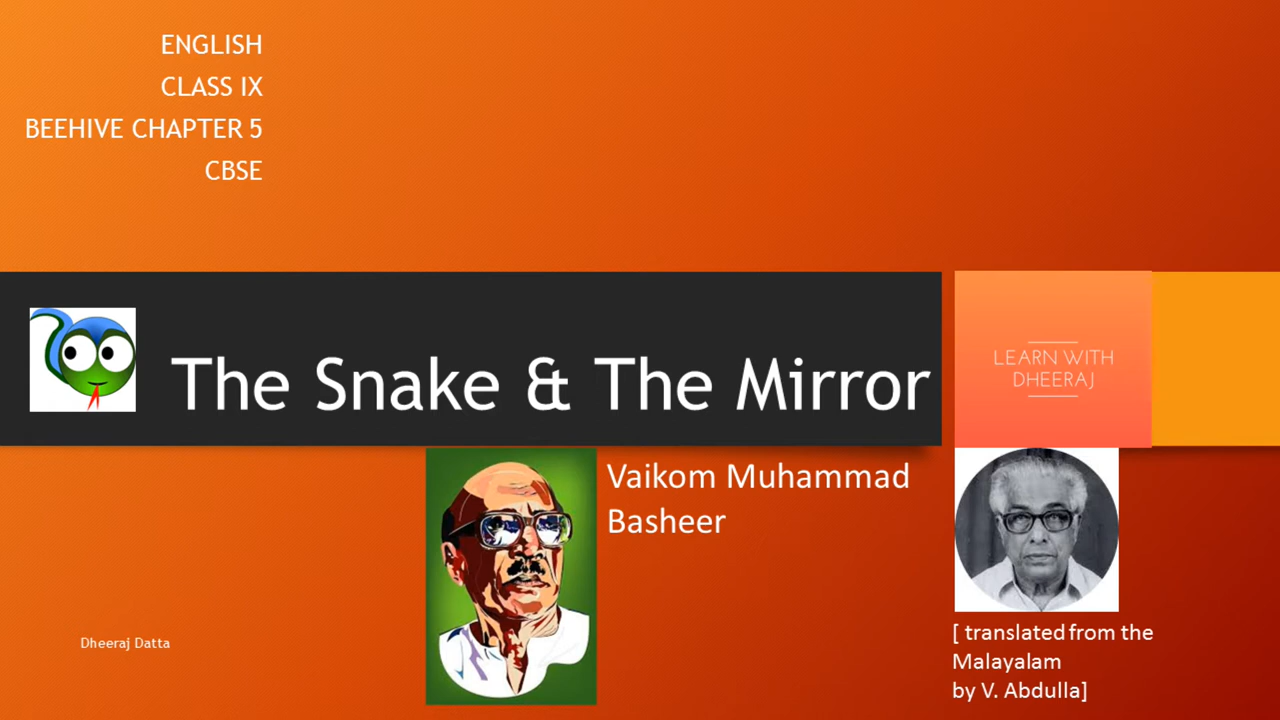 ENGLISH
CLASS IX
BEEHIVE CHAPTER 5
CBSE
The Snake & The Mirror
LEARN WITH
DHEERAJ
Vaikom Muhammad
Basheer
Dheeraj Datta
[ translated from the
Malayalam
by V. Abdulla]